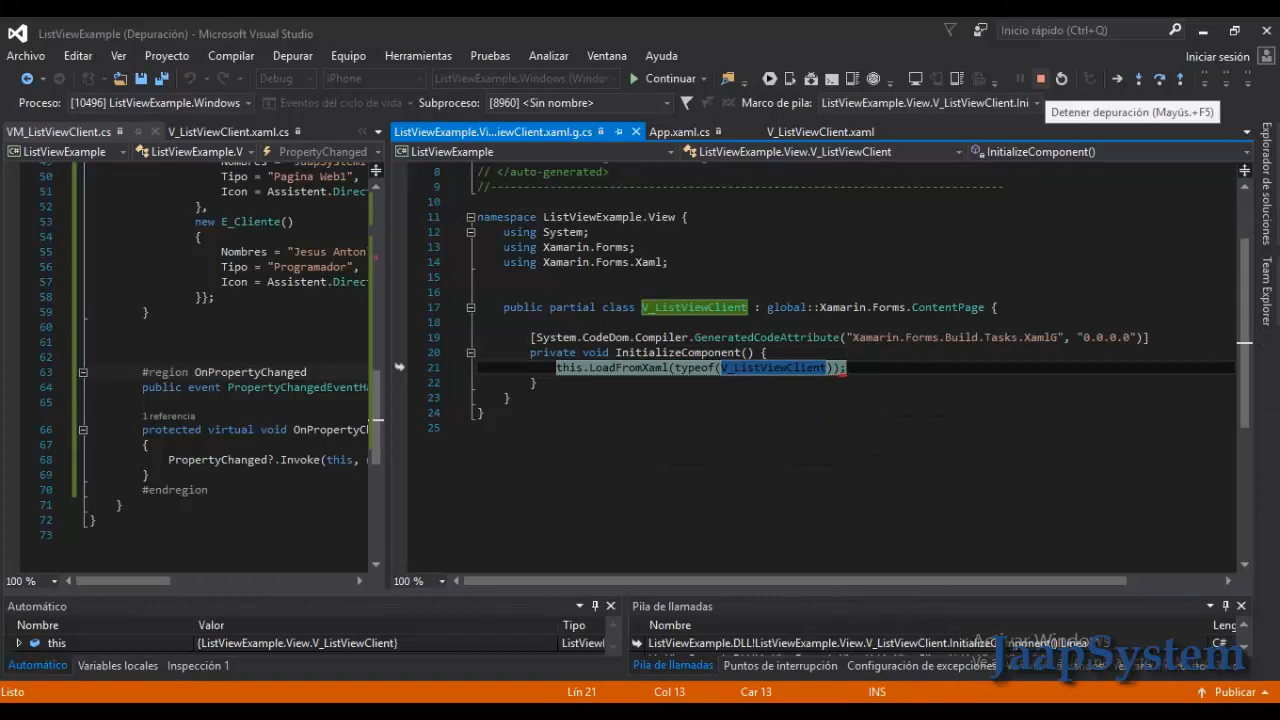 ListViewExample (Depuración) - Microsoft Visual Studio
Inicio rápido (Ctrl+Q)
Archivo Editar Ver Proyecto Compilar Depurar Equipo Herramientas Pruebas Analizar Ventana Ayuda
Iniciar sesión
Debug iPhone ListViewExample.Windows (Window Continuar
Proceso: [10496] ListViewExample.Windows Eventos del ciclo de vida Subproceso: [8960] <Sin nombre> Marco de pila: ListViewExample.View.V_ListViewClient.Ini
Detener depuración (Mayús.+F5)
VM_ListViewClient.cs V_ListViewClient.xaml.cs ListViewExample.Vi...iewClient.xaml.g.cs App.xaml.cs V_ListViewClient.xaml
ListViewExample ListViewExample.V PropertyChanged
ListViewExample ListViewExample.View.V_ListViewClient InitializeComponent()
Explorador de soluciones
Team Explorer
50 Tipo = "Pagina Web1",
51 Icon = Assistent.Direc
52 },
53 new E_Cliente()
54 {
55 Nombres = "Jesus Anton
56 Tipo = "Programador",
57 Icon = Assistent.Direc
58 }};
59 }
60
61
62
63 #region OnPropertyChanged
64 public event PropertyChangedEventHa
65
1 referencia
66 protected virtual void OnPropertyCh
67 {
68 PropertyChanged?.Invoke(this,
69 }
70 #endregion
71 }
72 }
73
8 // </auto-generated>
9 //------------------------------------------------------------------------------
10
11 namespace ListViewExample.View {
12 using System;
13 using Xamarin.Forms;
14 using Xamarin.Forms.Xaml;
15
16
17 public partial class V_ListViewClient : global::Xamarin.Forms.ContentPage {
18
19 [System.CodeDom.Compiler.GeneratedCodeAttribute("Xamarin.Forms.Build.Tasks.XamlG", "0.0.0.0")]
20 private void InitializeComponent() {
21 this.LoadFromXaml(typeof(V_ListViewClient));
22 }
23 }
24 }
25
100 %
100 %
Automático
Nombre Valor Tipo
this {ListViewExample.View.V_ListViewClient} ListViewE
Automático Variables locales Inspección 1
Pila de llamadas
Nombre Leng
ListViewExample.DLL!ListViewExample.View.V_ListViewClient.InitializeComponent() C#
Pila de llamadas Puntos de interrupción Configuración de excepciones
Activar Windows
JaapSystem
Listo Lín 21 Col 13 Car 13 INS Publicar